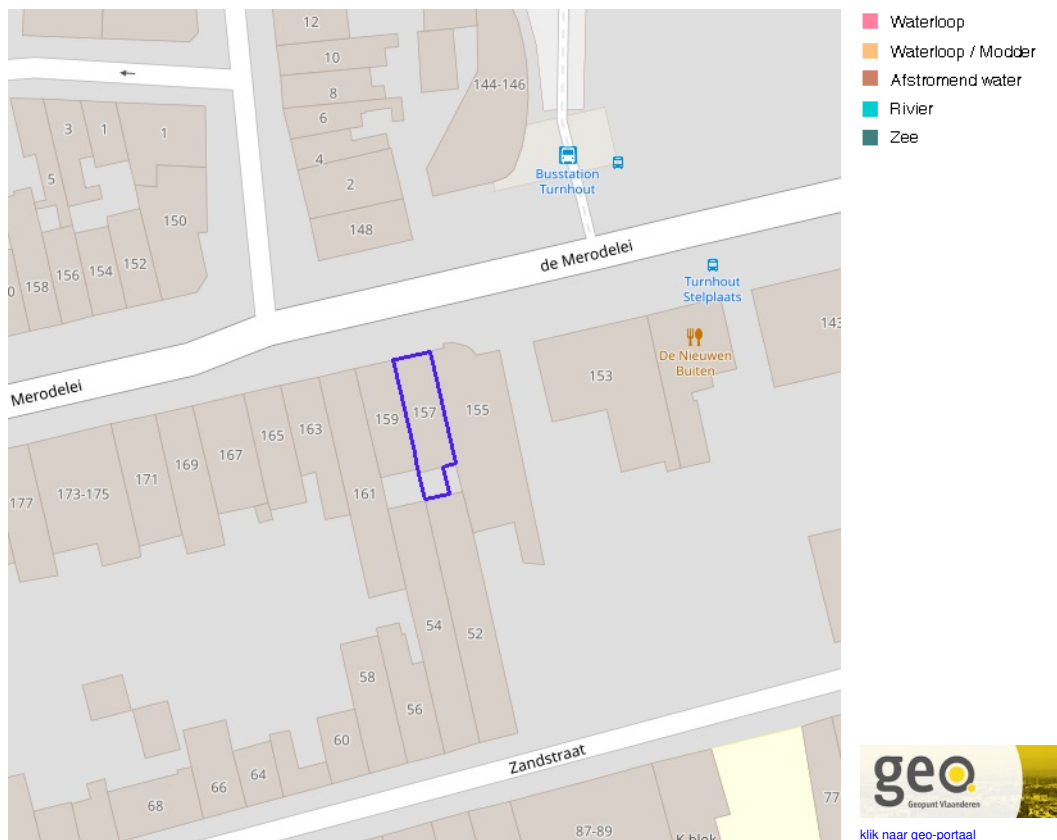 Waterloop
Waterloop / Modder
Afstromend water
Rivier
Zee
12
10
8
6
4
2
148
144-146
3
1
1
5
150
152
154
156
158
0
Busstation
Turnhout
de Merodelei
Turnhout
Stelplaats
De Nieuwen
Buiten
143
153
Merodelei
155
157
159
161
163
165
167
169
171
173-175
177
54
52
58
56
60
64
66
68
Zandstraat
87-89
K blok
77
geo.
Geopunt Vlaanderen
klik naar geo-portaal